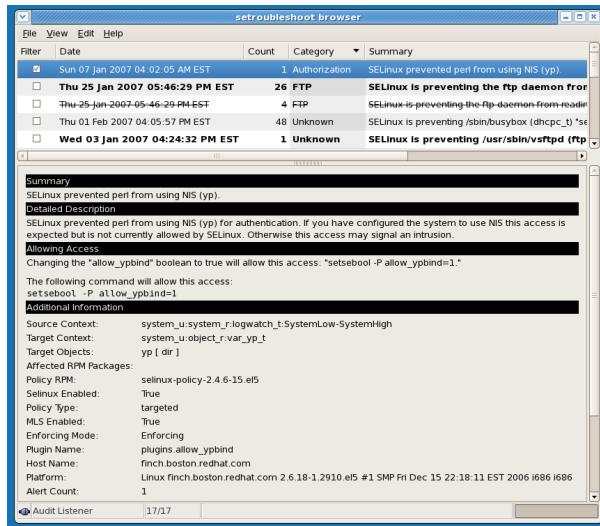 setroubleshoot browser
File View Edit Help
Filter Date Count Category Summary
Sun 07 Jan 2007 04:02:05 AM EST 1 Authorization SELinux prevented perl from using NIS (yp).
Thu 25 Jan 2007 05:46:29 PM EST 26 FTP SELinux is preventing the ftp daemon from
Thu 25 Jan 2007 05:46:29 PM EST 4 FTP SELinux is preventing the ftp daemon from readin
Thu 01 Feb 2007 04:05:57 PM EST 48 Unknown SELinux is preventing /sbin/busybox (dhcpc_t) "se
Wed 03 Jan 2007 04:24:32 PM EST 1 Unknown SELinux is preventing /usr/sbin/vsftpd (ftp
Summary
SELinux prevented perl from using NIS (yp).
Detailed Description
SELinux prevented perl from using NIS (yp) for authentication. If you have configured the system to use NIS this access is
expected but is not currently allowed by SELinux. Otherwise this access may signal an intrusion.
Allowing Access
Changing the "allow_ypbind" boolean to true will allow this access: "setsebool -P allow_ypbind=1."
The following command will allow this access:
setsebool -P allow_ypbind=1
Additional Information
Source Context: system_u:system_r:logwatch_t:SystemLow-SystemHigh
Target Context: system_u:object_r:var_yp_t
Target Objects: yp [ dir ]
Affected RPM Packages:
Policy RPM: selinux-policy-2.4.6-15.el5
Selinux Enabled: True
Policy Type: targeted
MLS Enabled: True
Enforcing Mode: Enforcing
Plugin Name: plugins.allow_ypbind
Host Name: finch.boston.redhat.com
Platform: Linux finch.boston.redhat.com 2.6.18-1.2910.el5 #1 SMP Fri Dec 15 22:18:11 EST 2006 i686 i686
Alert Count: 1
Audit Listener 17/17